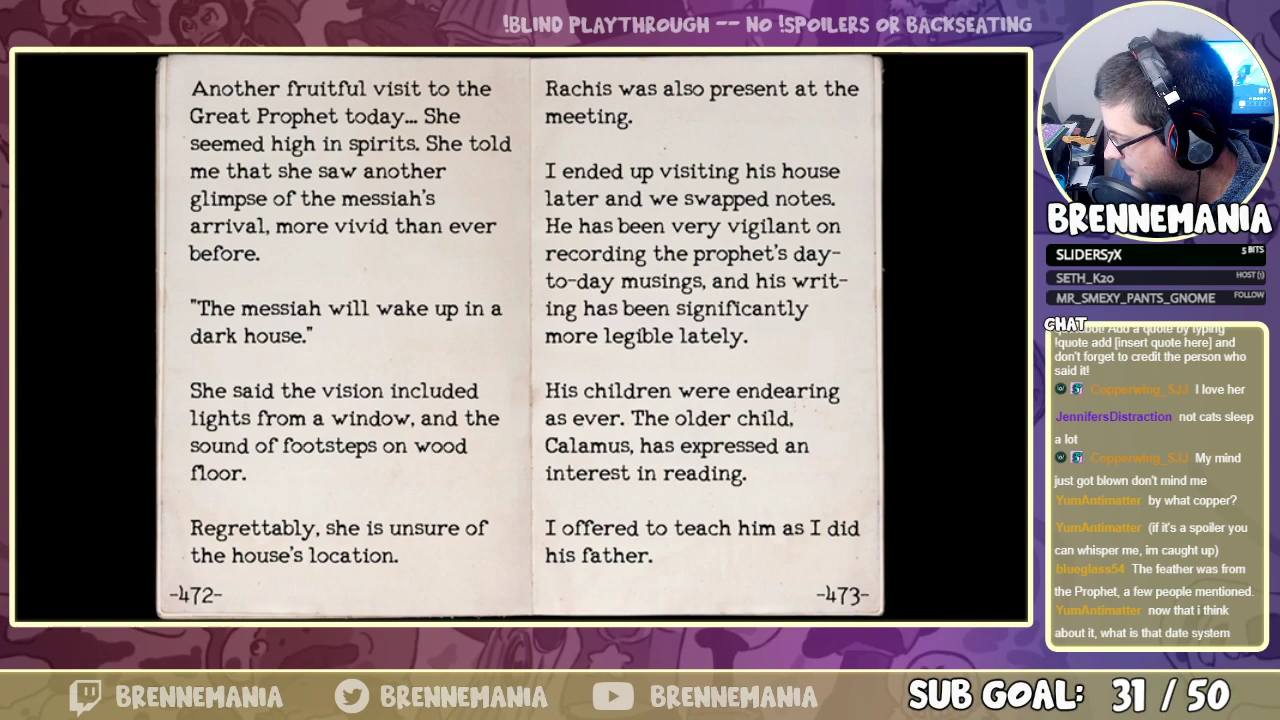 !BLIND PLAYTHROUGH -- NO !SPOILERS OR BACKSEATING
Another fruitful visit to the
Great Prophet today... She
seemed high in spirits. She told
me that she saw another
glimpse of the messiah's
arrival, more vivid than ever
before.
"The messiah will wake up in a
dark house."
She said the vision included
lights from a window, and the
sound of footsteps on wood
floor.
Regrettably, she is unsure of
the house's location.
-472-
Rachis was also present at the
meeting.
I ended up visiting his house
later and we swapped notes.
He has been very vigilant on
recording the prophet's day-
to-day musings, and his writ-
ing has been significantly
more legible lately.
His children were endearing
as ever. The older child,
Calamus, has expressed an
interest in reading.
I offered to teach him as I did
his father.
-473-
BRENNEMANIA
SLIDERS7X 5 BITS
SETH_K20 HOST (1)
MR_SMEXY_PANTS_GNOME FOLLOW
CHAT
Add a quote by typing
!quote add [insert quote here] and
don't forget to credit the person who
said it!
Copperwing_SJJ I love her
JennifersDistraction not cats sleep
a lot
Copperwing_SJJ My mind
just got blown don't mind me
YumAntimatter by what copper?
YumAntimatter (if it's a spoiler you
can whisper me, im caught up)
blueglass54 The feather was from
the Prophet, a few people mentioned.
YumAntimatter now that i think
about it, what is that date system
BRENNEMANIA
BRENNEMANIA
BRENNEMANIA
SUB GOAL: 31 / 50